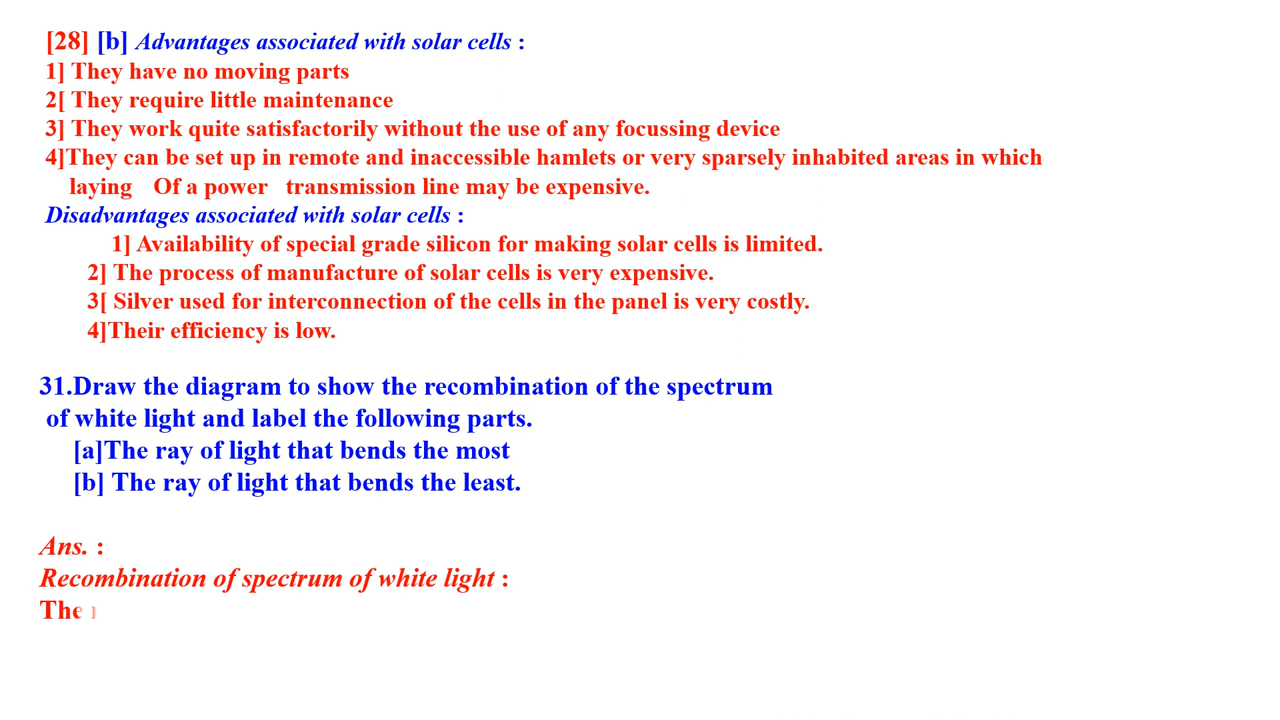 [28] [b] Advantages associated with solar cells :
1] They have no moving parts
2[ They require little maintenance
3] They work quite satisfactorily without the use of any focussing device
4]They can be set up in remote and inaccessible hamlets or very sparsely inhabited areas in which
laying Of a power transmission line may be expensive.
Disadvantages associated with solar cells :
1] Availability of special grade silicon for making solar cells is limited.
2] The process of manufacture of solar cells is very expensive.
3[ Silver used for interconnection of the cells in the panel is very costly.
4]Their efficiency is low.
31.Draw the diagram to show the recombination of the spectrum
of white light and label the following parts.
[a]The ray of light that bends the most
[b] The ray of light that bends the least.
Ans. :
Recombination of spectrum of white light :
The